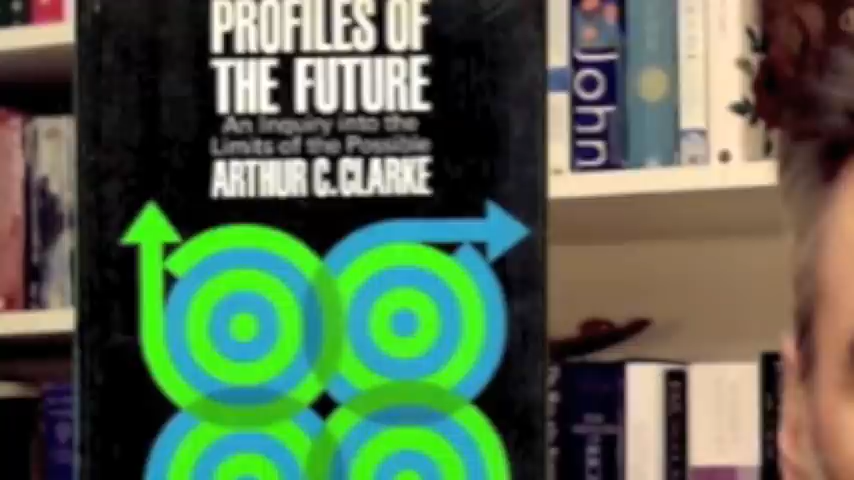 PROFILES OF
THE FUTURE
An Inquiry into the
Limits of the Possible
ARTHUR C. CLARKE
John